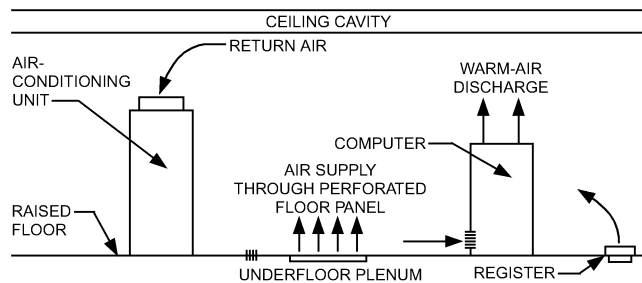 CEILING CAVITY
RETURN AIR
AIR-
CONDITIONING
UNIT
WARM-AIR
DISCHARGE
COMPUTER
AIR SUPPLY
THROUGH PERFORATED
FLOOR PANEL
RAISED
FLOOR
UNDERFLOOR PLENUM
REGISTER